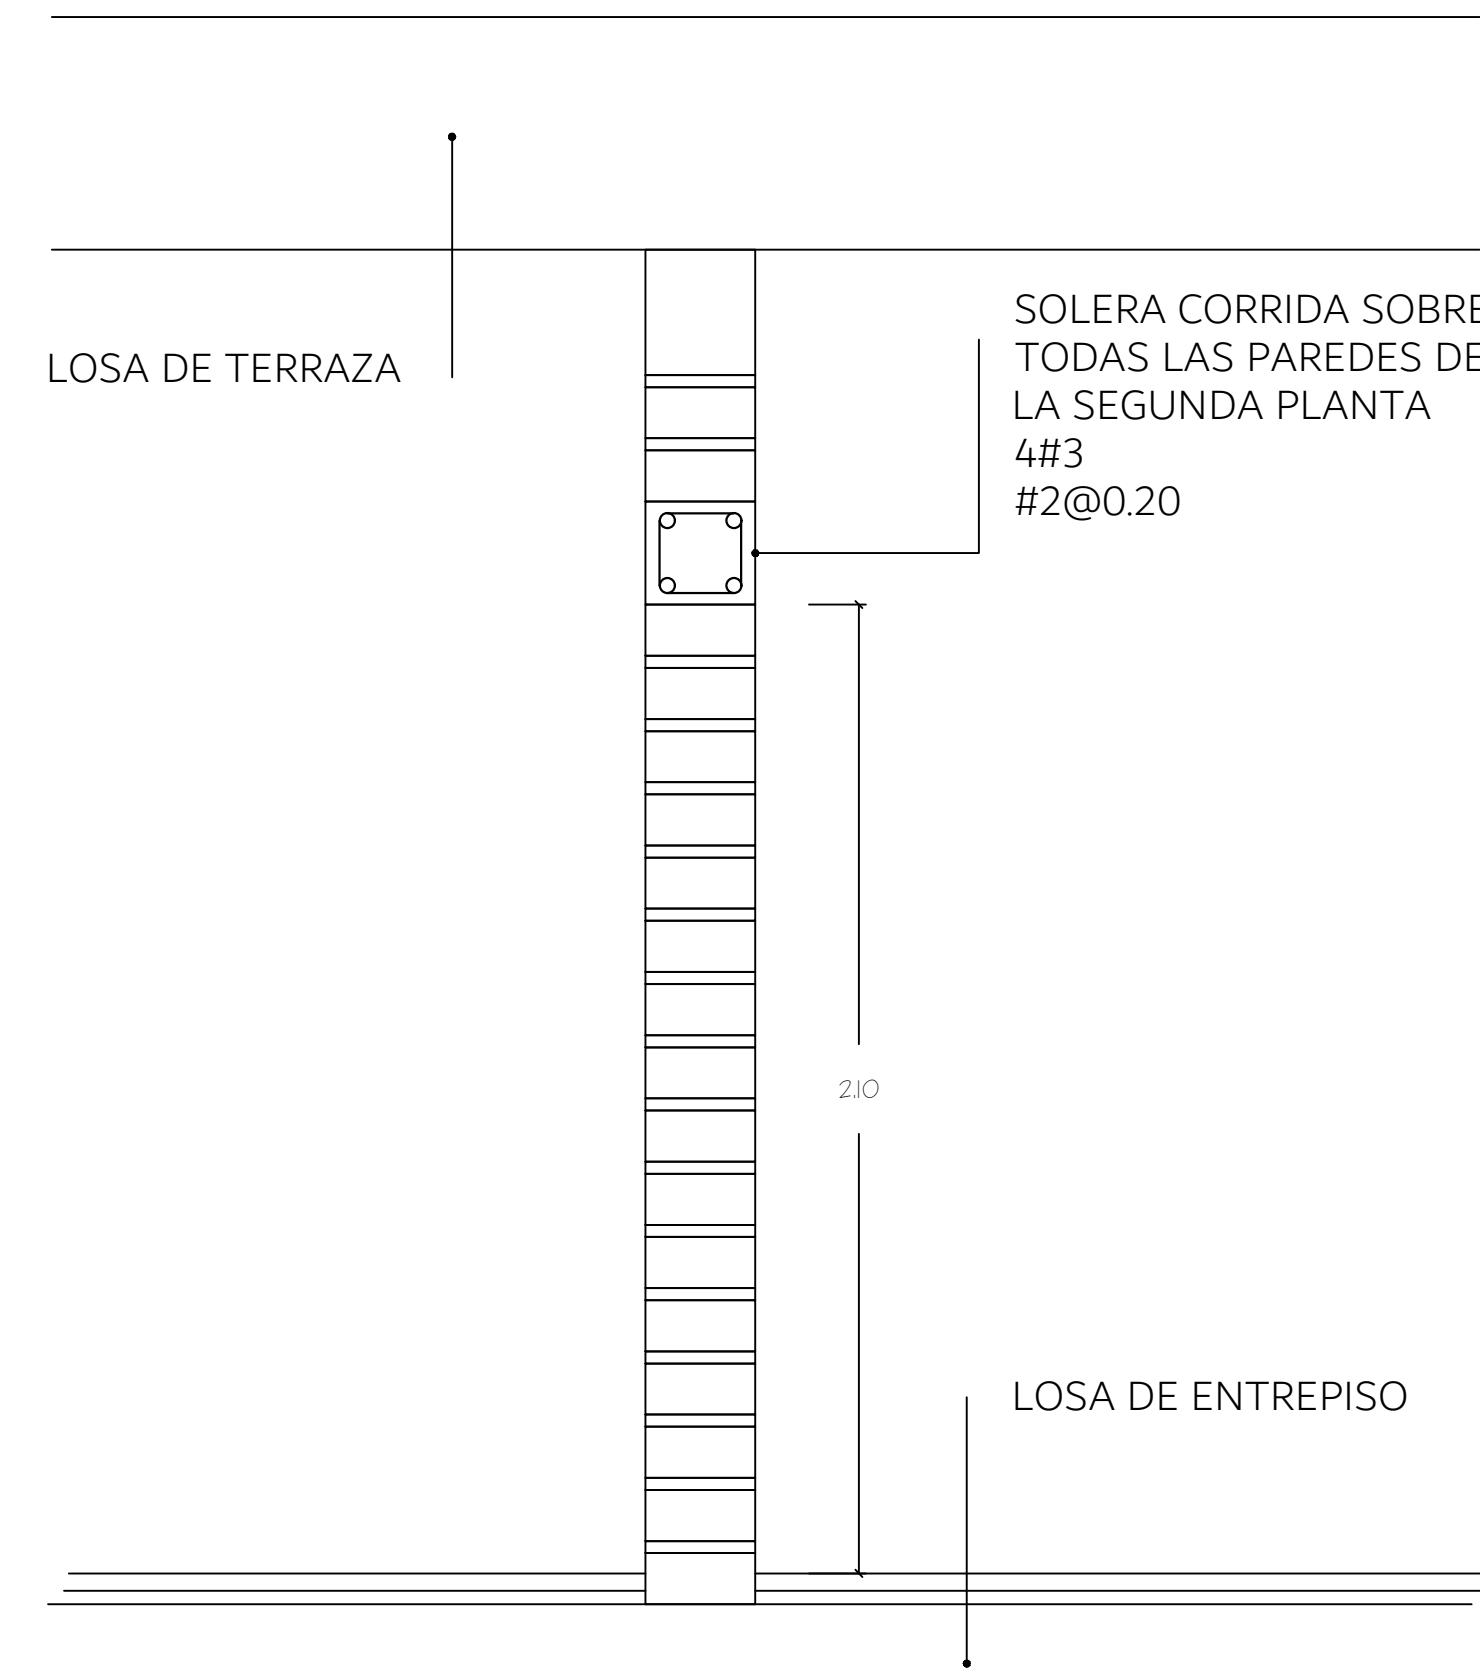 LOSA DE TERRAZA
SOLERA CORRIDA SOBRE
TODAS LAS PAREDES DE
LA SEGUNDA PLANTA
4#3
#2@0.20
2.10
LOSA DE ENTREPISO